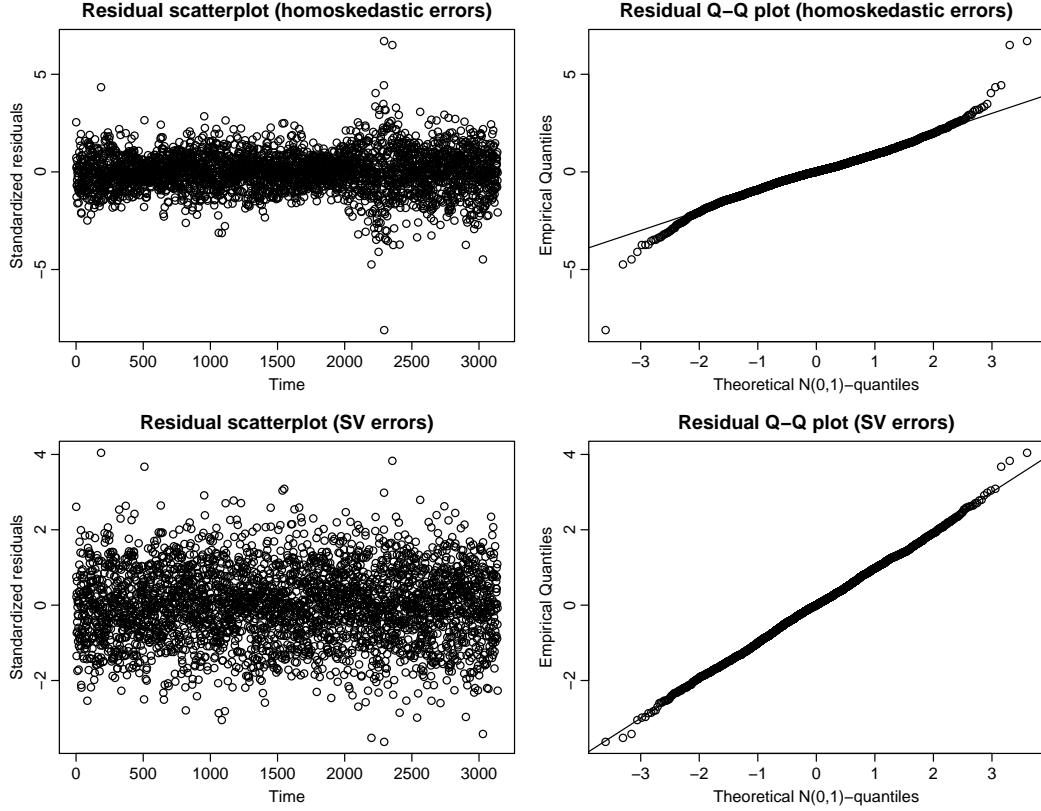 Residual scatterplot (homoskedastic errors)
Standardized residuals
5
0
−5
0 500 1000 1500 2000 2500 3000
Time
Residual Q−Q plot (homoskedastic errors)
Empirical Quantiles
5
0
−5
−3 −2 −1 0 1 2 3
Theoretical N(0,1)−quantiles
Residual scatterplot (SV errors)
Standardized residuals
4
2
0
−2
0 500 1000 1500 2000 2500 3000
Time
Residual Q−Q plot (SV errors)
Empirical Quantiles
4
2
0
−2
−3 −2 −1 0 1 2 3
Theoretical N(0,1)−quantiles